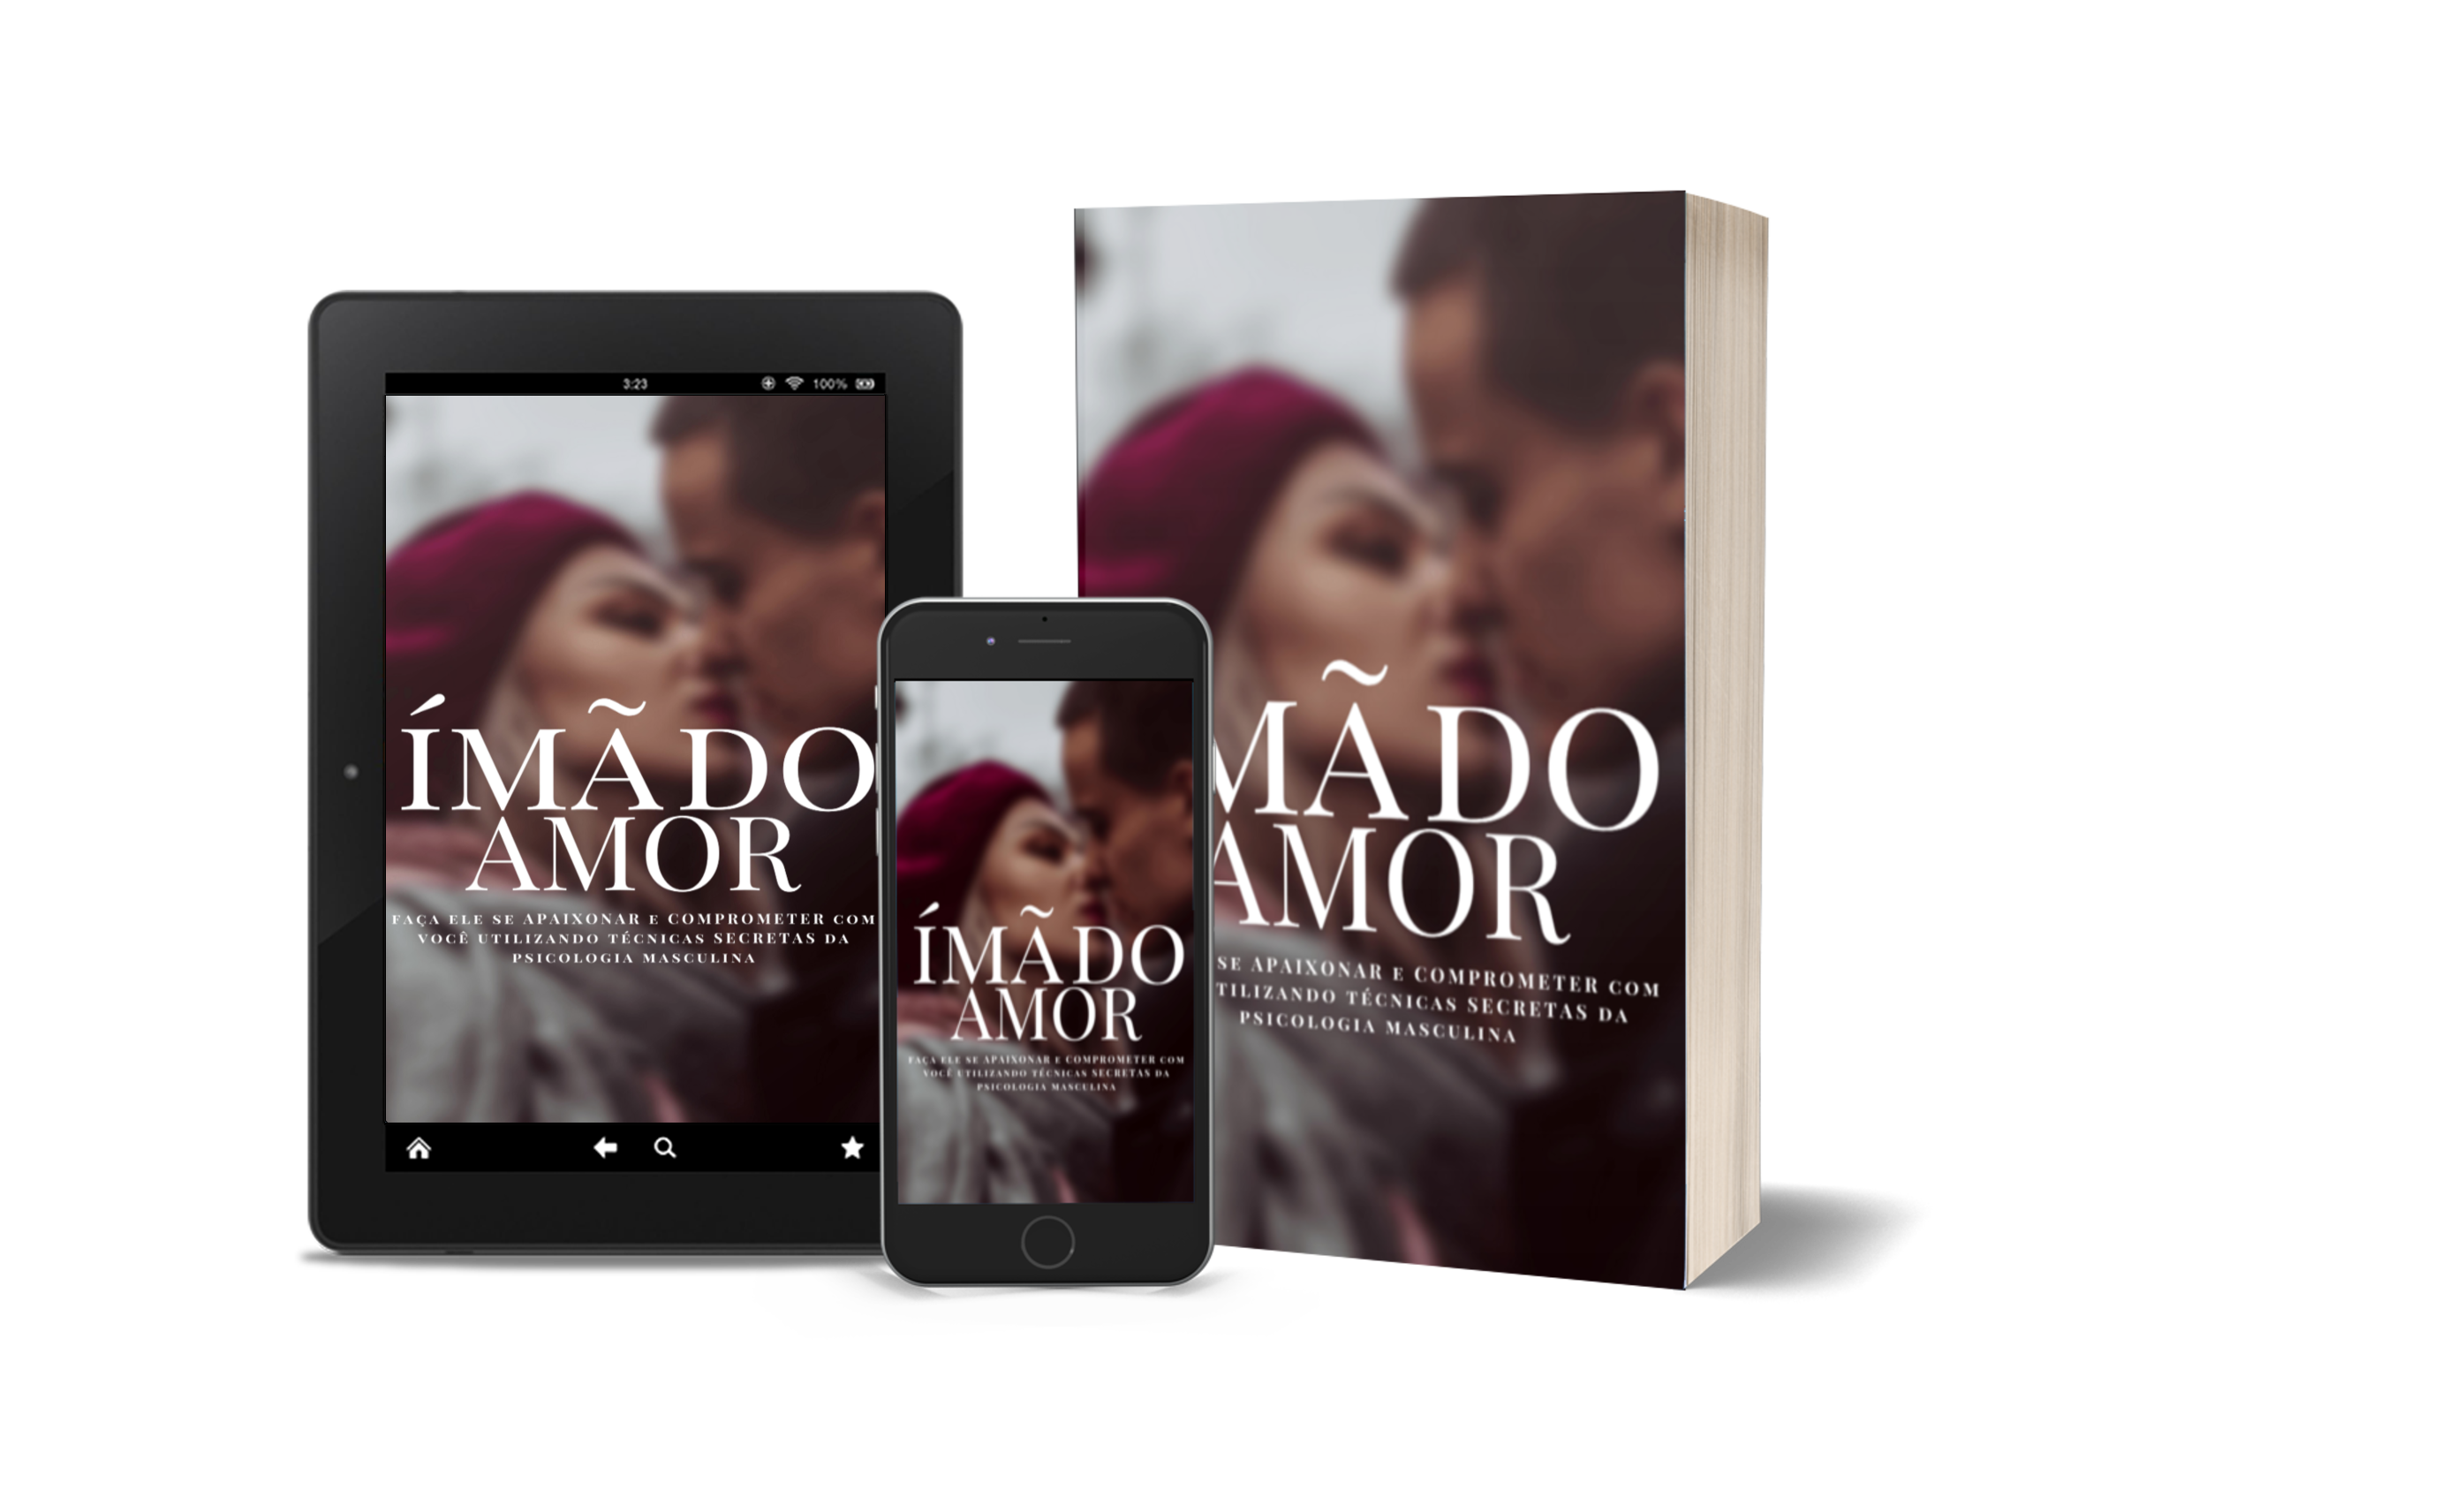 3:23 100%
ÍMÃ DO
AMOR
FAÇA ELE SE APAIXONAR E COMPROMETER COM
VOCÊ UTILIZANDO TÉCNICAS SECRETAS DA
PSICOLOGIA MASCULINA
ÍMÃ DO
AMOR
FAÇA ELE SE APAIXONAR E COMPROMETER COM
VOCÊ UTILIZANDO TÉCNICAS SECRETAS DA
PSICOLOGIA MASCULINA
MÃ DO
AMOR
SE APAIXONAR E COMPROMETER COM
TILIZANDO TÉCNICAS SECRETAS DA
PSICOLOGIA MASCULINA